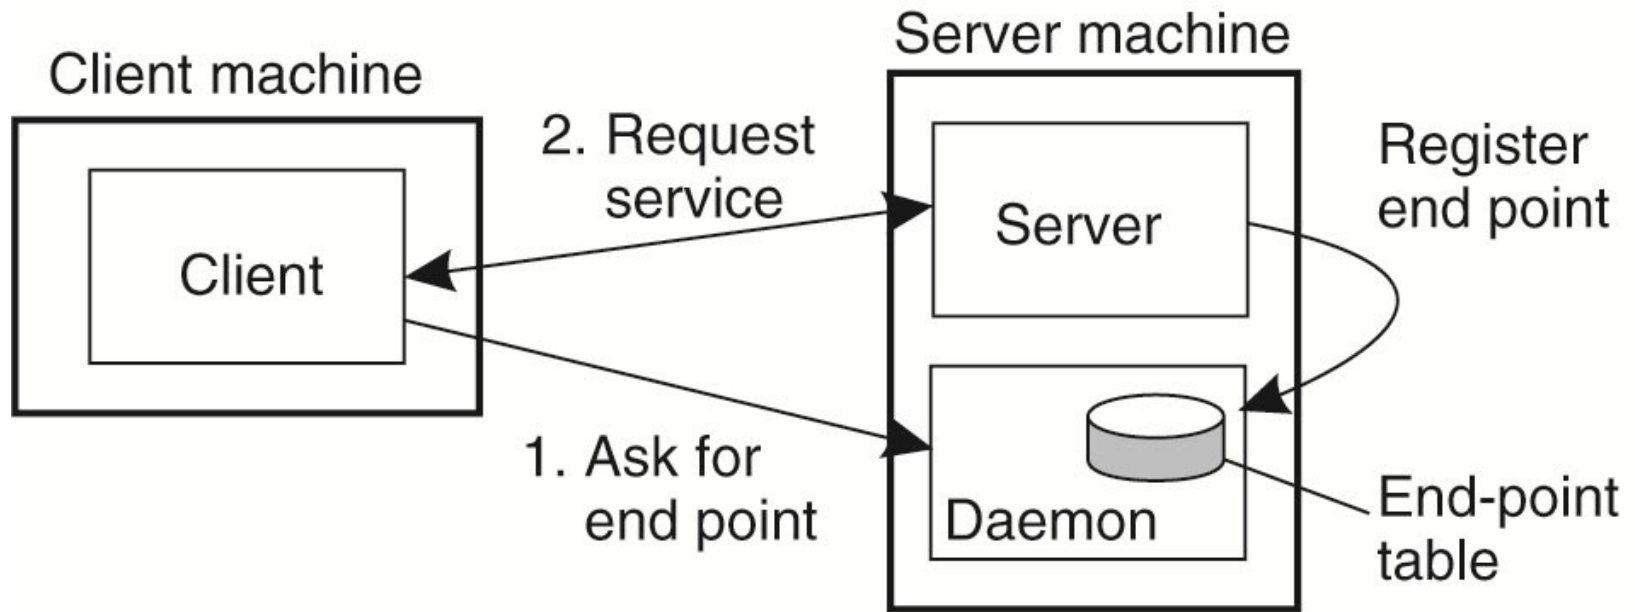 Client machine
Server machine
2. Request
service
Register
end point
Client
Server
1. Ask for
end point
Daemon
End-point
table